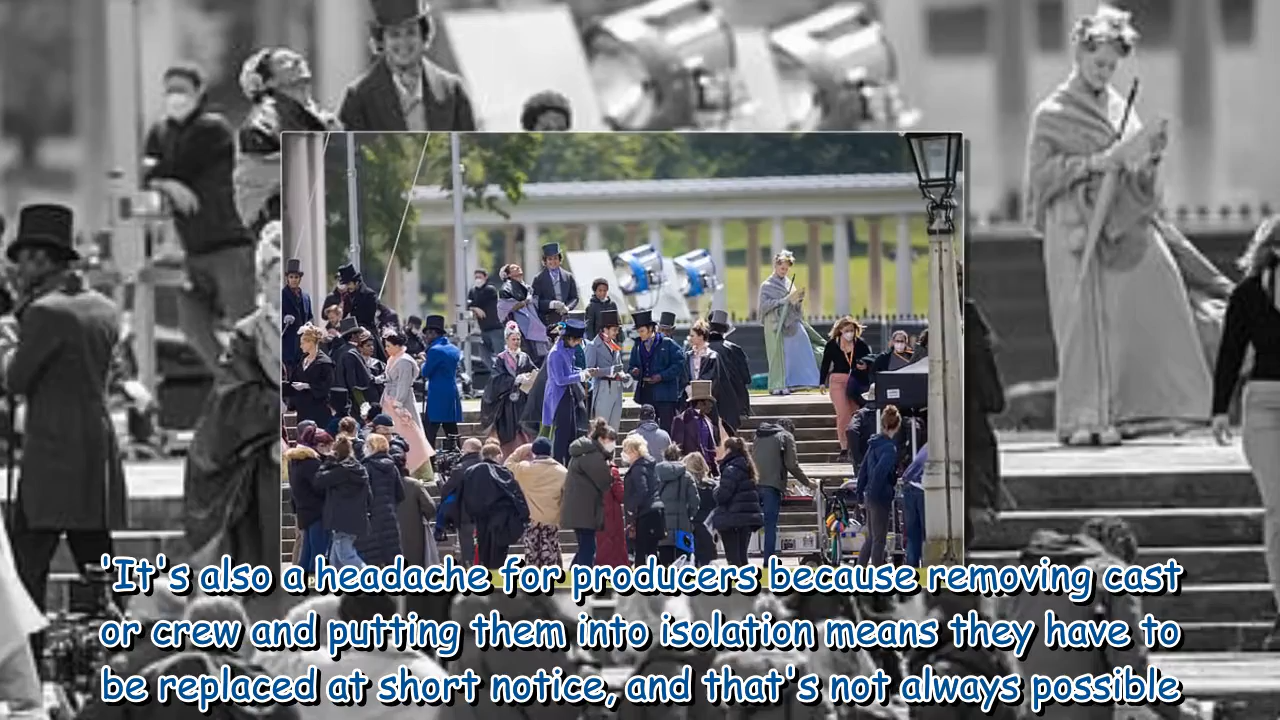 'It's also a headache for producers because removing cast
or crew and putting them into isolation means they have to
be replaced at short notice, and that's not always possible